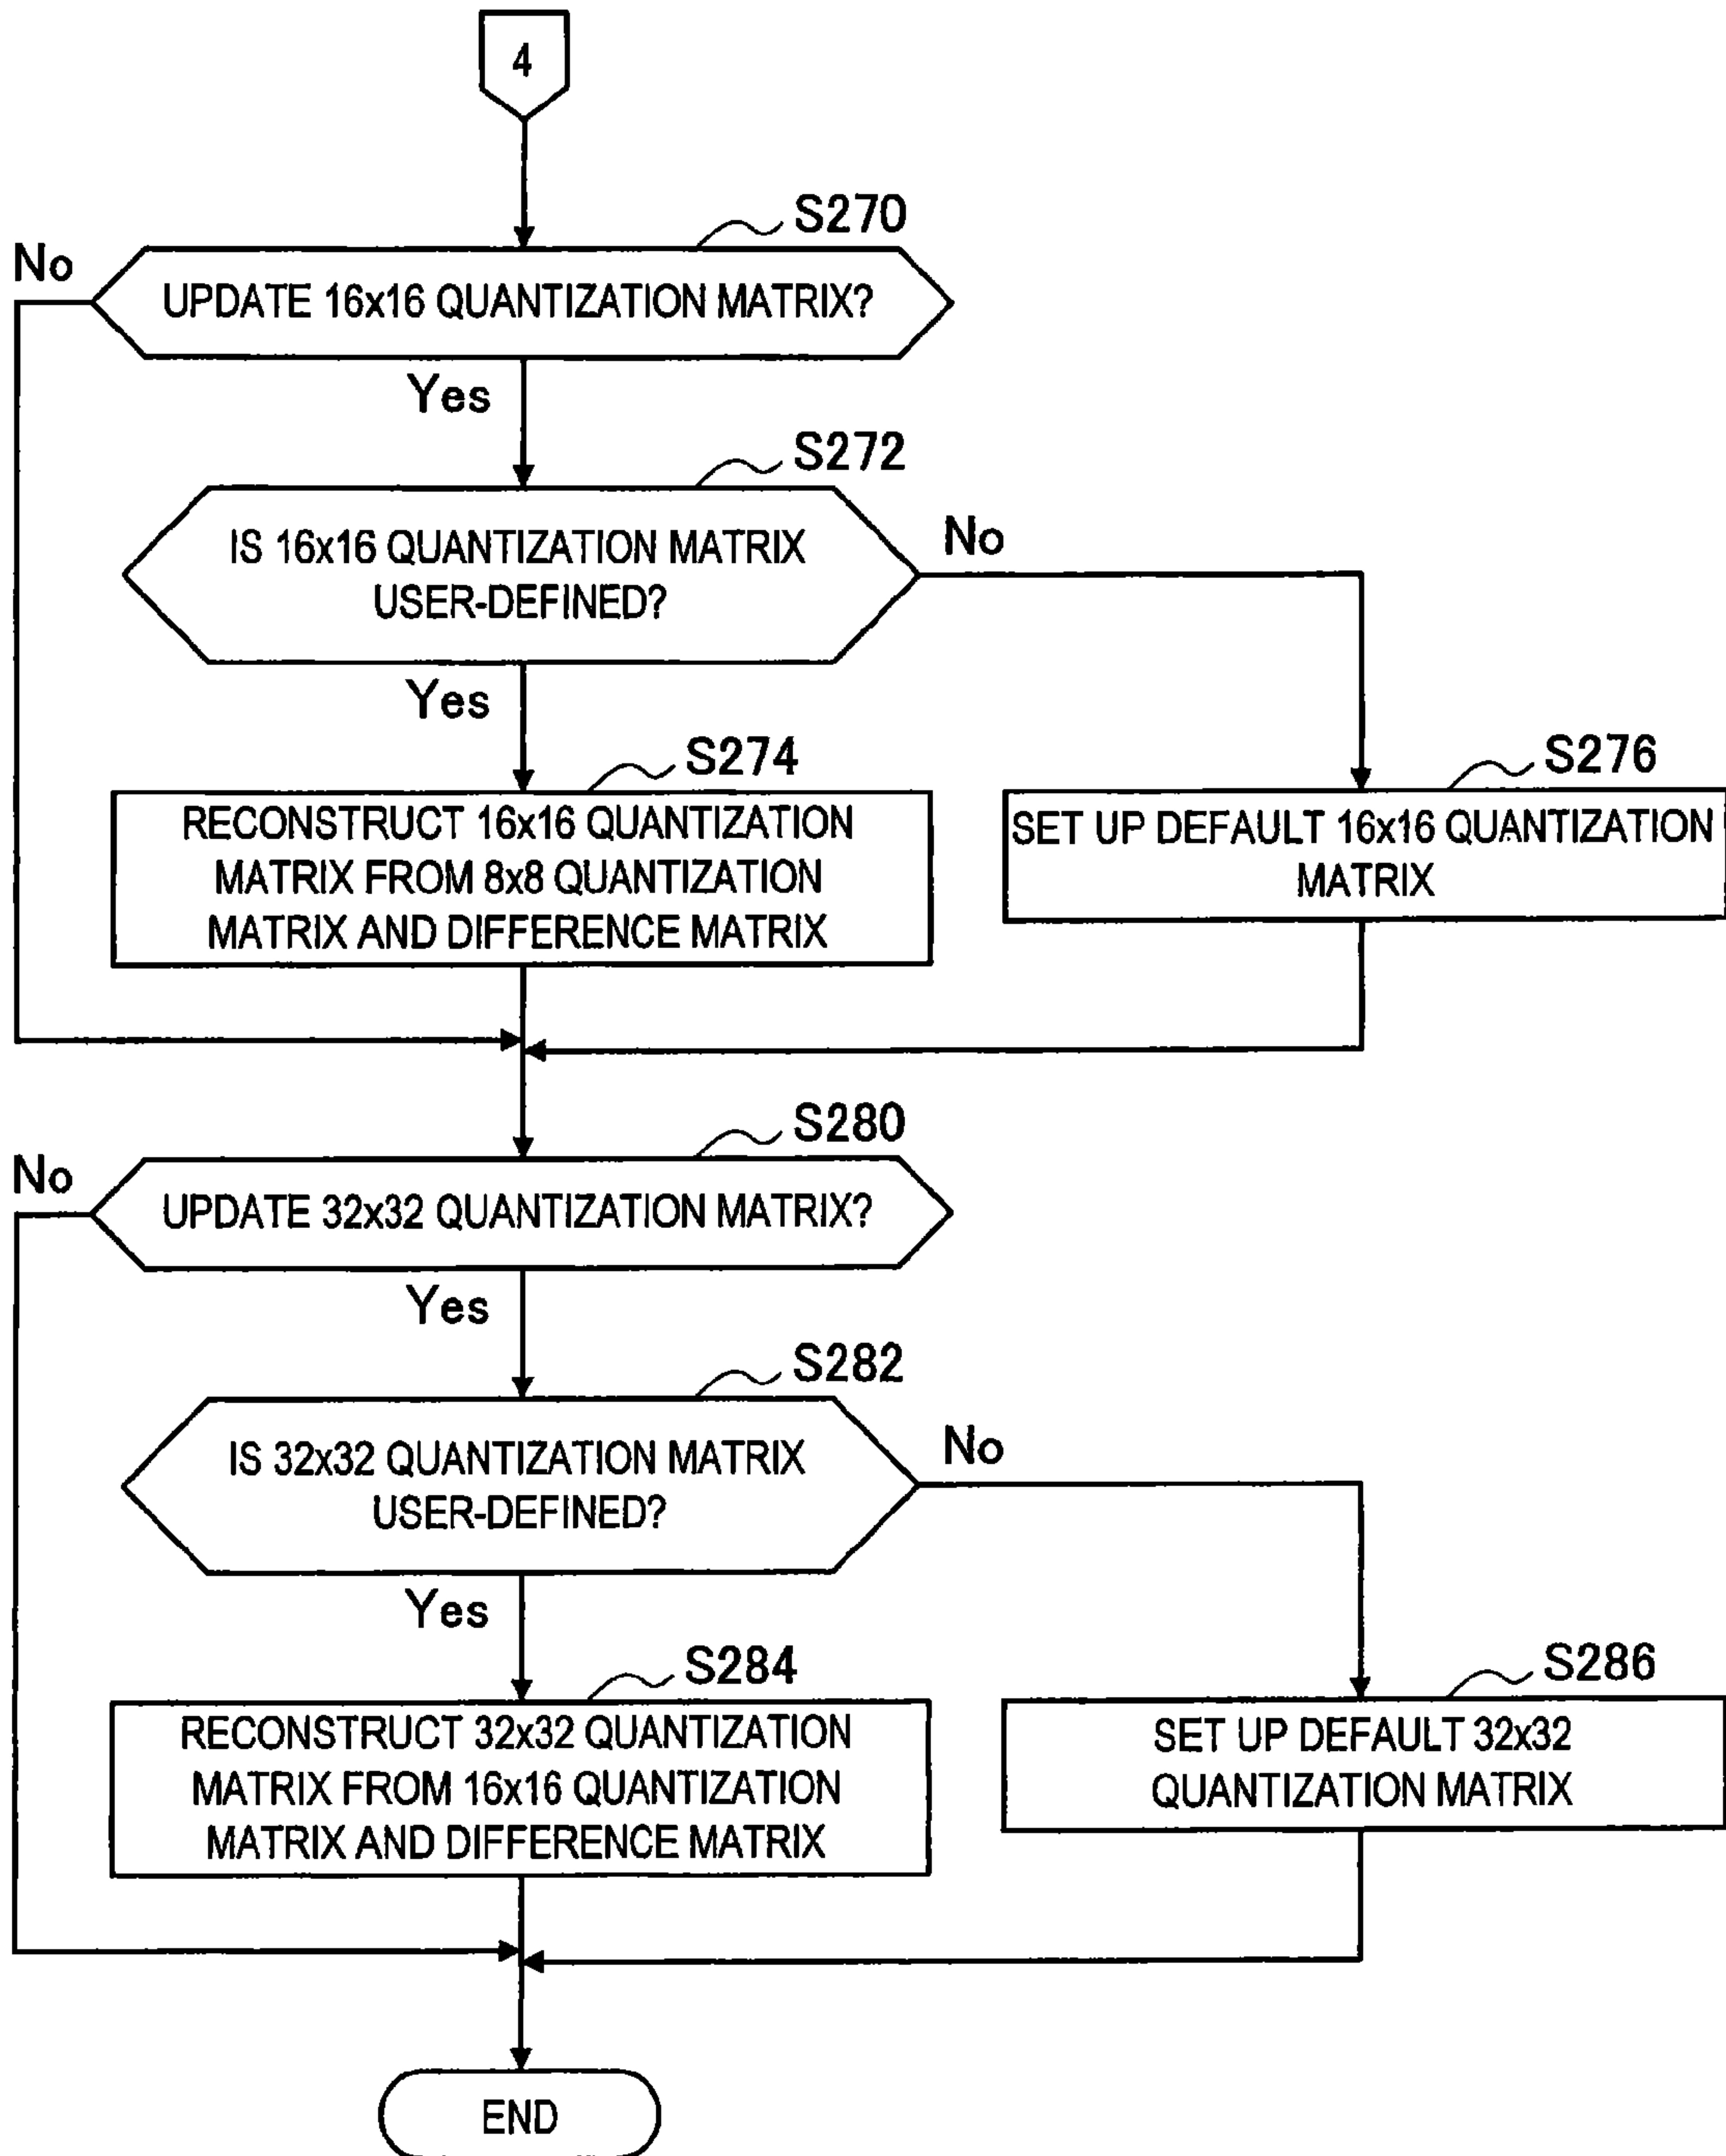 4
S270
No
UPDATE 16x16 QUANTIZATION MATRIX?
Yes
S272
IS 16x16 QUANTIZATION MATRIX
USER-DEFINED?
No
Yes
S274
RECONSTRUCT 16x16 QUANTIZATION
MATRIX FROM 8x8 QUANTIZATION
MATRIX AND DIFFERENCE MATRIX
S276
SET UP DEFAULT 16x16 QUANTIZATION
MATRIX
S280
No
UPDATE 32x32 QUANTIZATION MATRIX?
Yes
S282
IS 32x32 QUANTIZATION MATRIX
USER-DEFINED?
No
Yes
S284
RECONSTRUCT 32x32 QUANTIZATION
MATRIX FROM 16x16 QUANTIZATION
MATRIX AND DIFFERENCE MATRIX
S286
SET UP DEFAULT 32x32
QUANTIZATION MATRIX
END